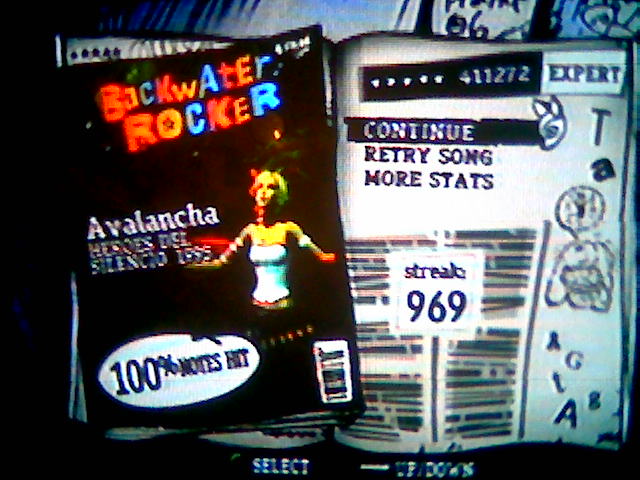 BACKWATER
ROCKER
411272
EXPERT
CONTINUE
RETRY SONG
MORE STATS
Avalancha
HEROES DEL
SILENCIO 1995
streak:
969
100% NOTES HIT
SELECT
UP/DOWN